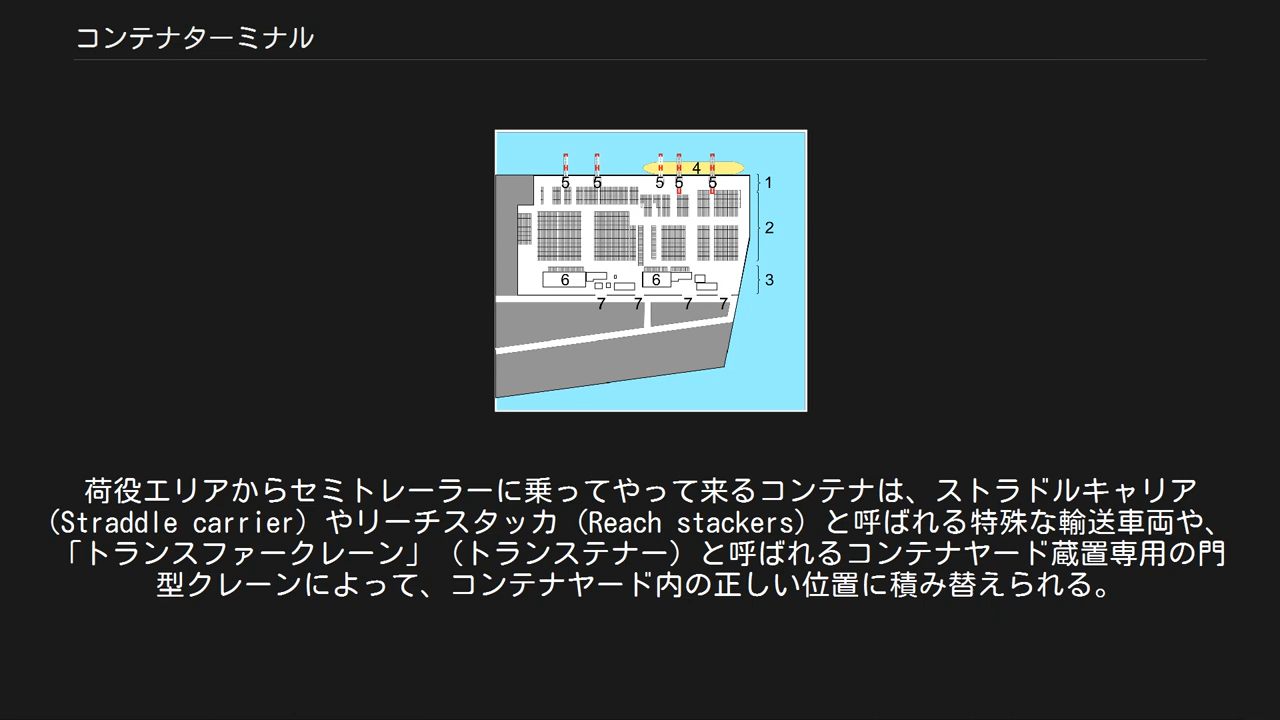 コンテナターミナル
4
5 5 5 5 5 1
2
6 6 3
7 7 7 7
荷役エリアからセミトレーラーに乗ってやって来るコンテナは、ストラドルキャリア
（Straddle carrier）やリーチスタッカ（Reach stackers）と呼ばれる特殊な輸送車両や、
「トランスファークレーン」（トランステナー）と呼ばれるコンテナヤード蔵置専用の門
型クレーンによって、コンテナヤード内の正しい位置に積み替えられる。